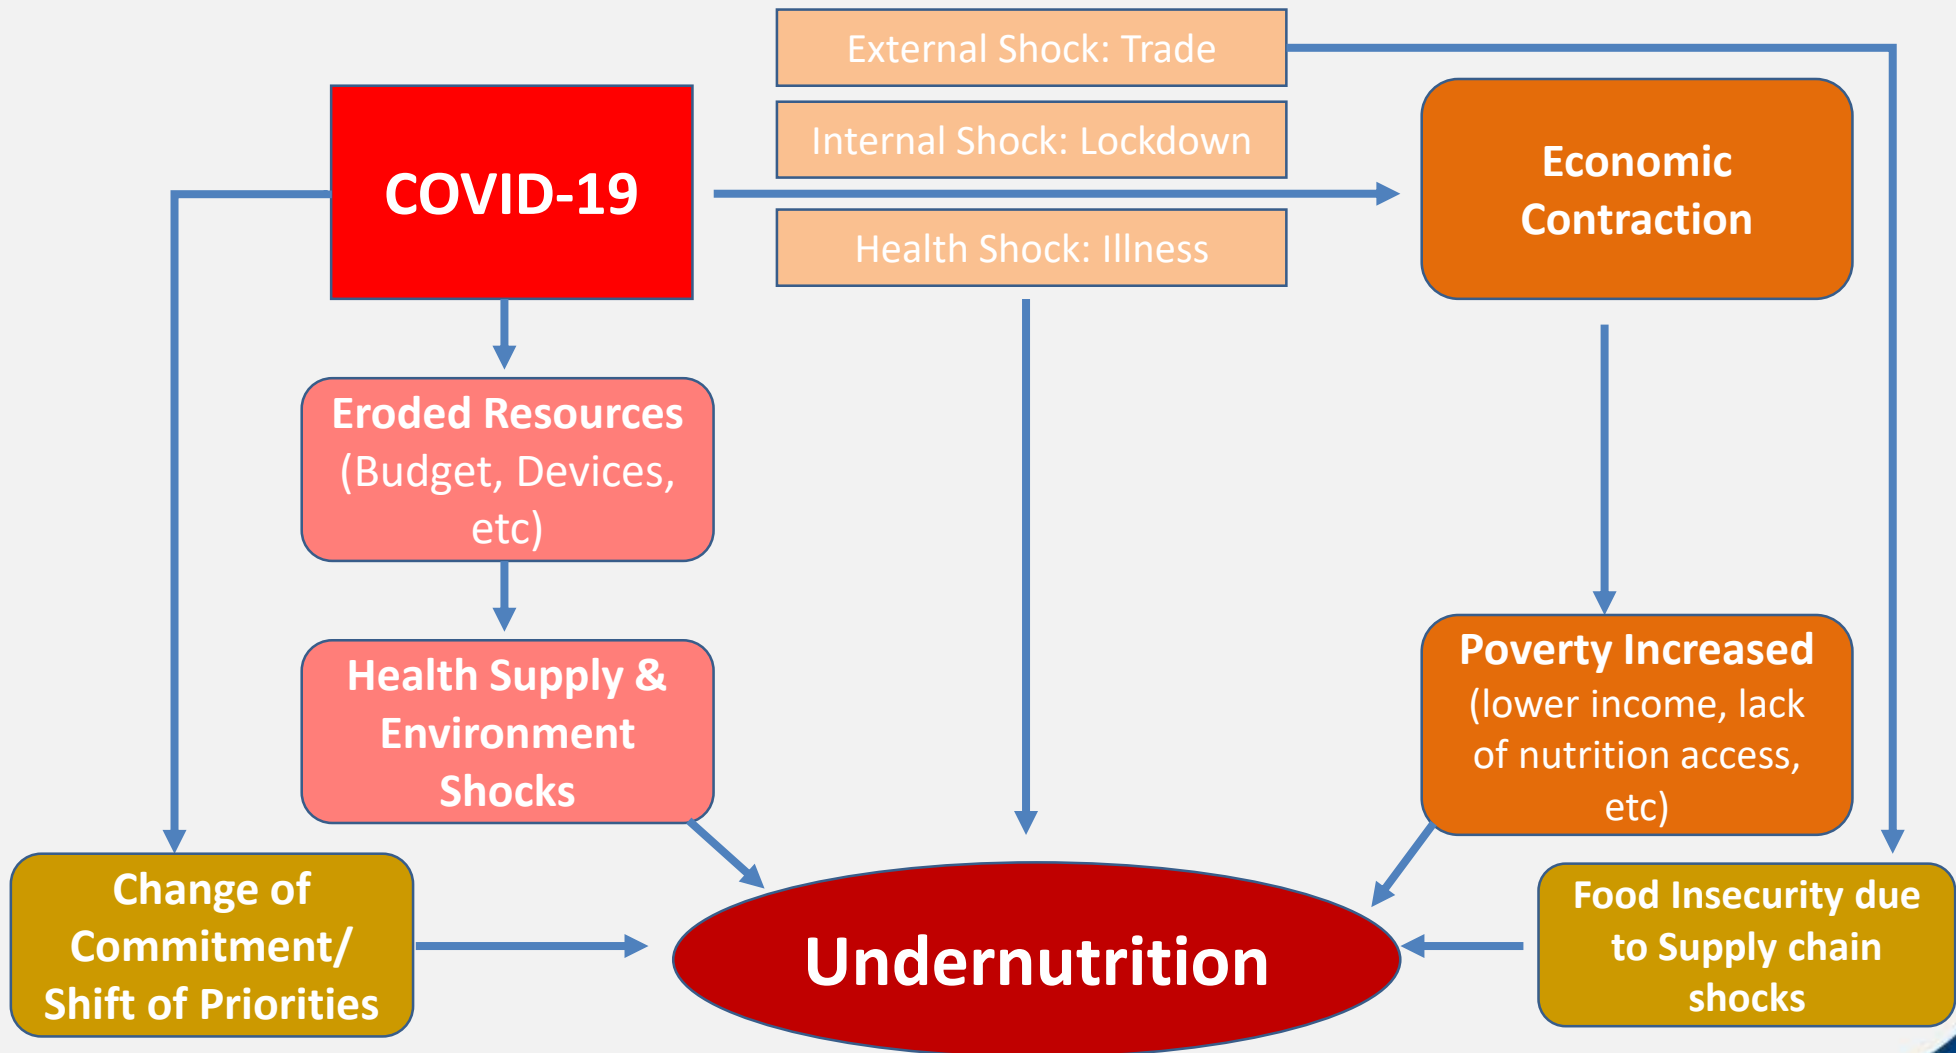 External Shock: Trade
COVID-19
Internal Shock: Lockdown
Health Shock: Illness
Economic
Contraction
Eroded Resources
(Budget, Devices,
etc)
Health Supply &
Environment
Shocks
Poverty Increased
(lower income, lack
of nutrition access,
etc)
Change of
Commitment/
Shift of Priorities
Undernutrition
Food Insecurity due
to Supply chain
shocks